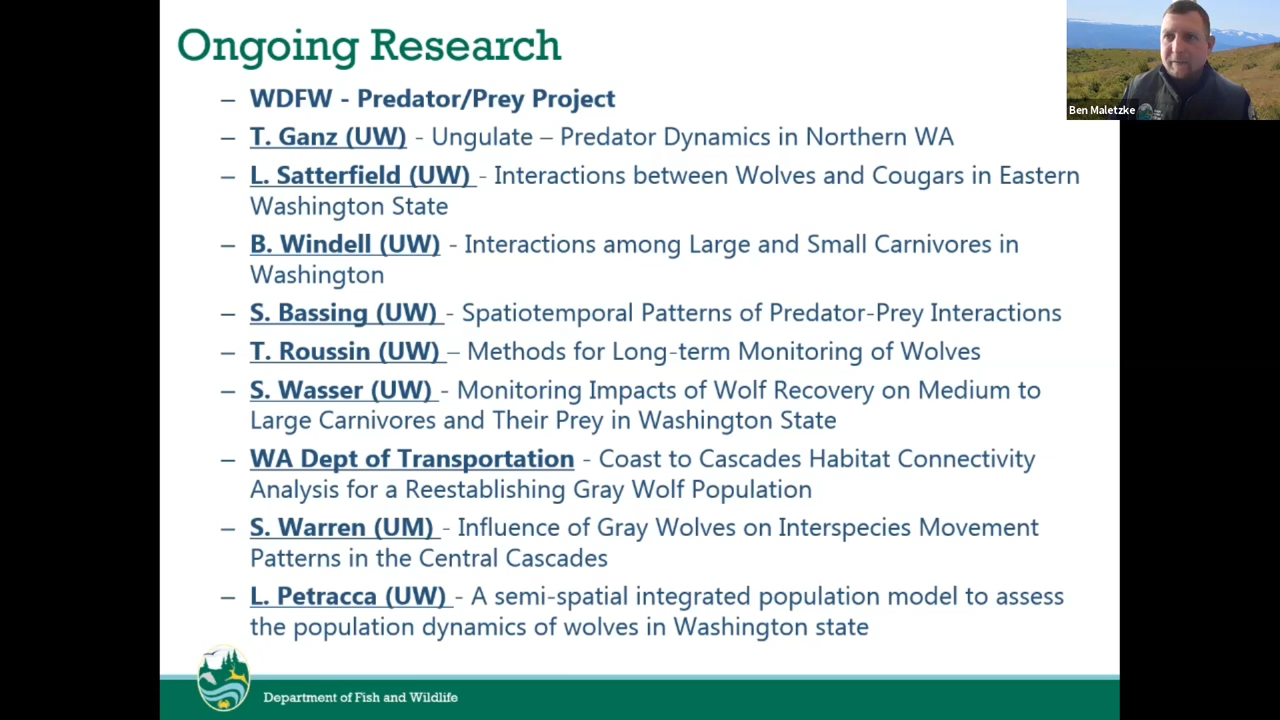 Ongoing Research
Ben Maletzke
– WDFW - Predator/Prey Project
– T. Ganz (UW) - Ungulate – Predator Dynamics in Northern WA
– L. Satterfield (UW) - Interactions between Wolves and Cougars in Eastern
Washington State
– B. Windell (UW) - Interactions among Large and Small Carnivores in
Washington
– S. Bassing (UW) - Spatiotemporal Patterns of Predator-Prey Interactions
– T. Roussin (UW) – Methods for Long-term Monitoring of Wolves
– S. Wasser (UW) - Monitoring Impacts of Wolf Recovery on Medium to
Large Carnivores and Their Prey in Washington State
– WA Dept of Transportation - Coast to Cascades Habitat Connectivity
Analysis for a Reestablishing Gray Wolf Population
– S. Warren (UM) - Influence of Gray Wolves on Interspecies Movement
Patterns in the Central Cascades
– L. Petracca (UW) - A semi-spatial integrated population model to assess
the population dynamics of wolves in Washington state
Department of Fish and Wildlife